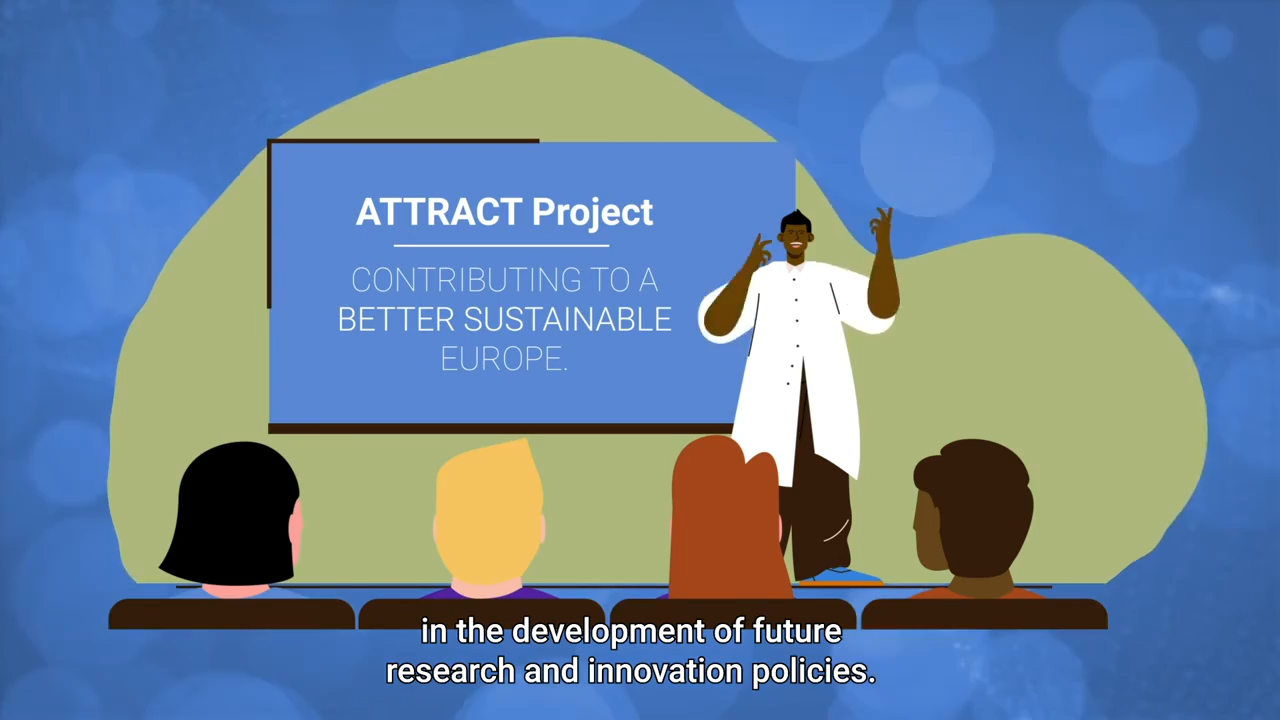 ATTRACT Project
CONTRIBUTING TO A
BETTER SUSTAINABLE
EUROPE.
in the development of future
research and innovation policies.